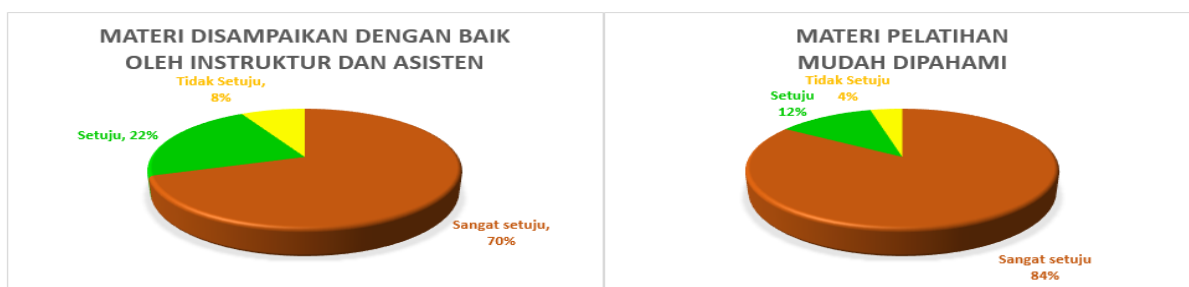 MATERI DISAMPAIKAN DENGAN BAIK
OLEH INSTRUKTUR DAN ASISTEN
Tidak Setuju,
8%
Setuju, 22%
Sangat setuju,
70%
MATERI PELATIHAN
MUDAH DIPAHAMI
Tidak Setuju
4%
Setuju
12%
Sangat setuju
84%